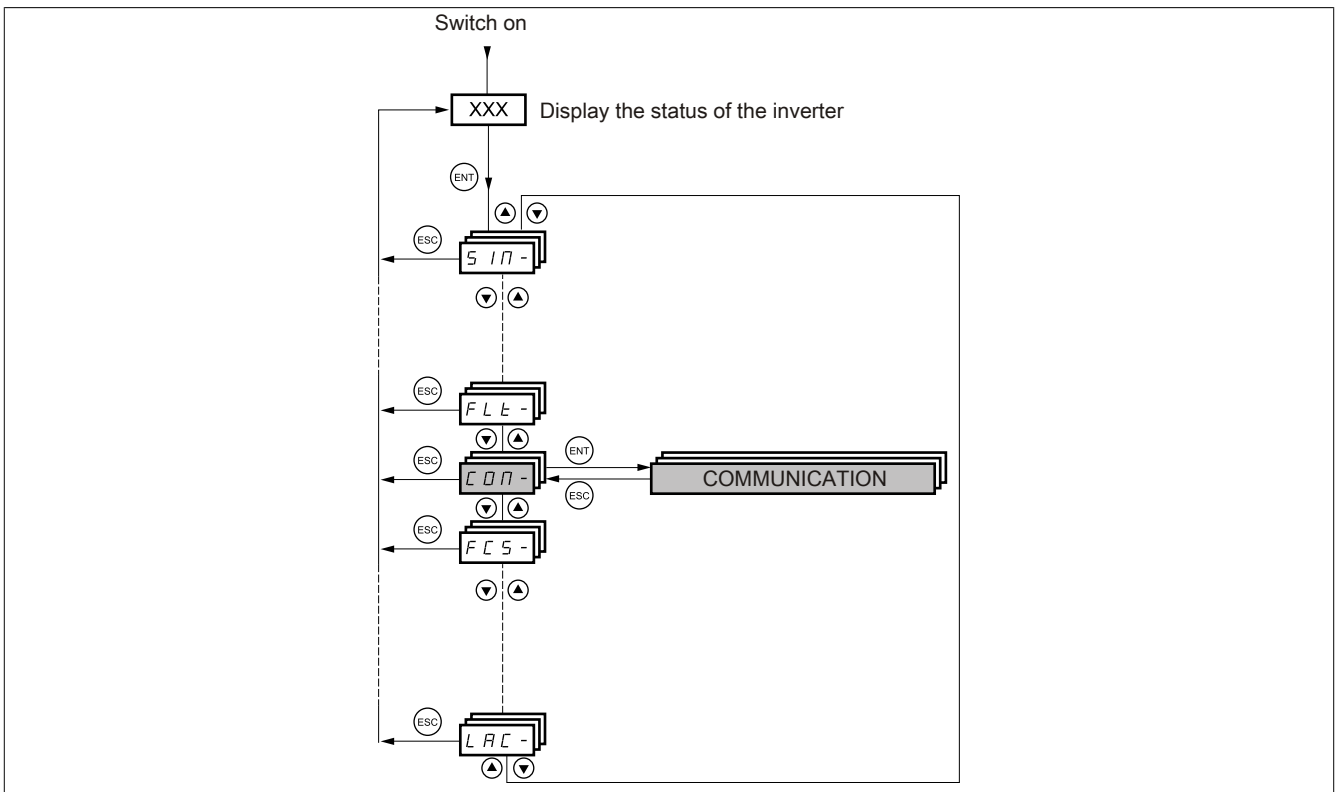 Switch on
XXX Display the status of the inverter
ENT
ESC
SIM-
ESC
FLt-
ENT
ESC
COM-
COMMUNICATION
ESC
ESC
FCS-
ESC
LAC-